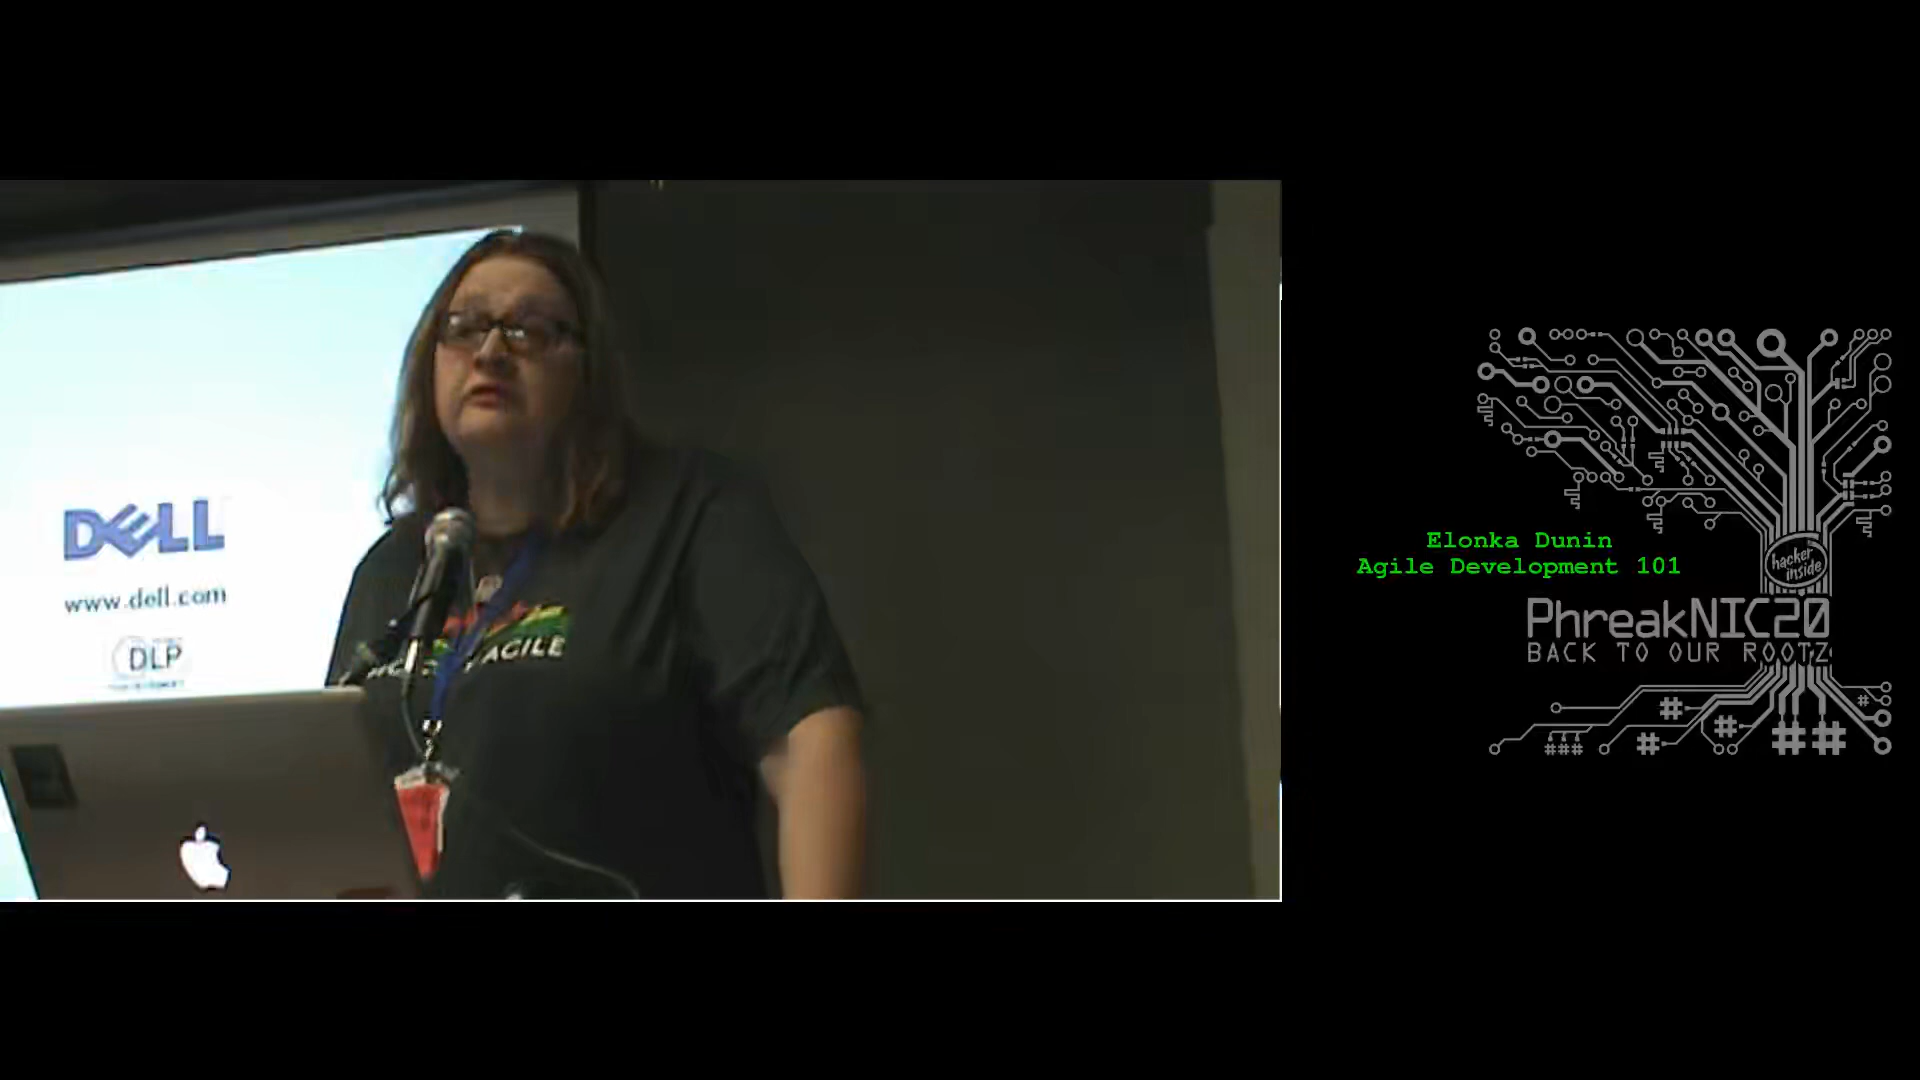 DELL
www.dell.com
DLP
AGILE
Elonka Dunin
Agile Development 101
hacker
inside
PhreakNIC20
BACK TO OUR ROOTZ